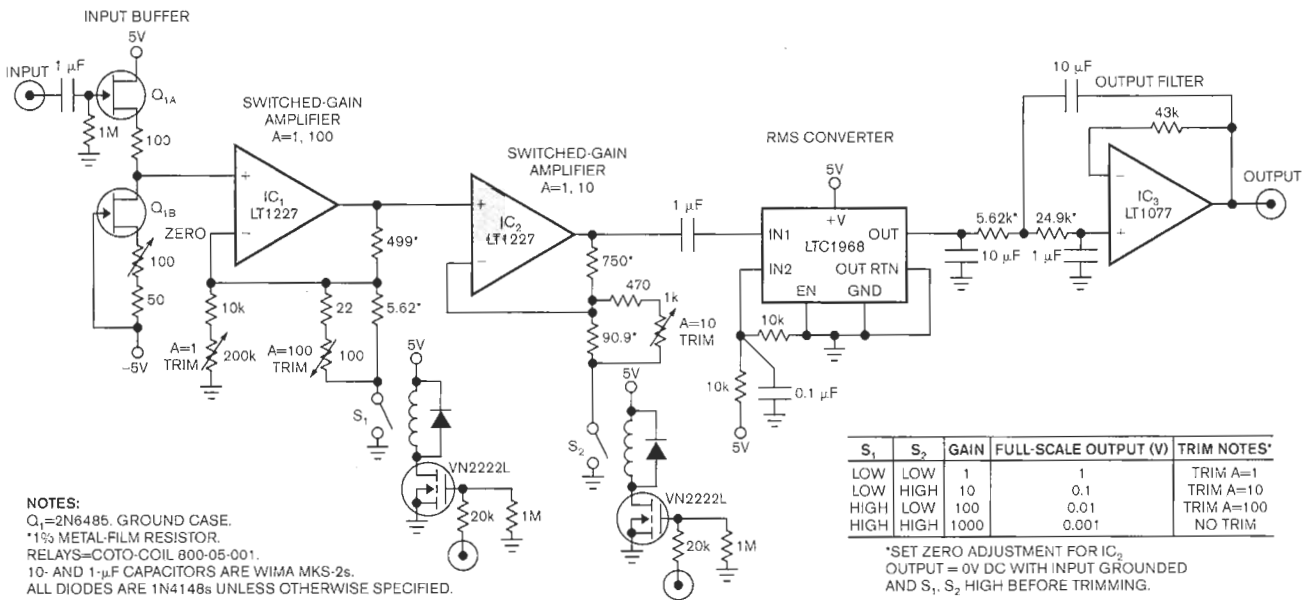 INPUT BUFFER
5V
INPUT
1 µF
Q1A
1M
100
Q1B
ZERO
100
50
−5V
SWITCHED-GAIN
AMPLIFIER
A=1, 100
+
−
IC1
LT1227
499*
5.62*
10k
A=1
TRIM
200k
22
A=100
TRIM
100
S1
5V
VN2222L
20k
1M
SWITCHED-GAIN
AMPLIFIER
A=1, 10
+
−
IC2
LT1227
750*
470
1k
90.9*
A=10
TRIM
S2
5V
VN2222L
20k
1M
1 µF
RMS CONVERTER
5V
+V
IN1
OUT
LTC1968
IN2
OUT RTN
EN
GND
10k
10k
0.1 µF
5V
5.62k*
24.9k*
10 µF
1 µF
10 µF
OUTPUT FILTER
43k
−
+
IC3
LT1077
OUTPUT
S1 S2 GAIN FULL-SCALE OUTPUT (V) TRIM NOTES*
LOW LOW 1 1 TRIM A=1
LOW HIGH 10 0.1 TRIM A=10
HIGH LOW 100 0.01 TRIM A=100
HIGH HIGH 1000 0.001 NO TRIM
*SET ZERO ADJUSTMENT FOR IC2
OUTPUT = 0V DC WITH INPUT GROUNDED
AND S1, S2 HIGH BEFORE TRIMMING.
NOTES:
Q1=2N6485. GROUND CASE.
*1% METAL-FILM RESISTOR.
RELAYS=COTO-COIL 800-05-001.
10- AND 1-µF CAPACITORS ARE WIMA MKS-2s.
ALL DIODES ARE 1N4148s UNLESS OTHERWISE SPECIFIED.